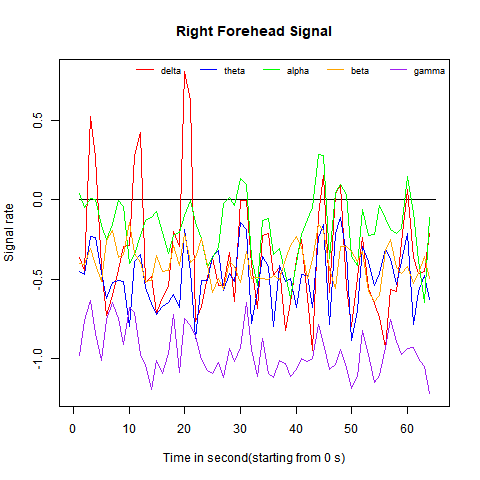 Right Forehead Signal
delta theta alpha beta gamma
Signal rate
0.5
0.0
-0.5
-1.0
0 10 20 30 40 50 60
Time in second(starting from 0 s)